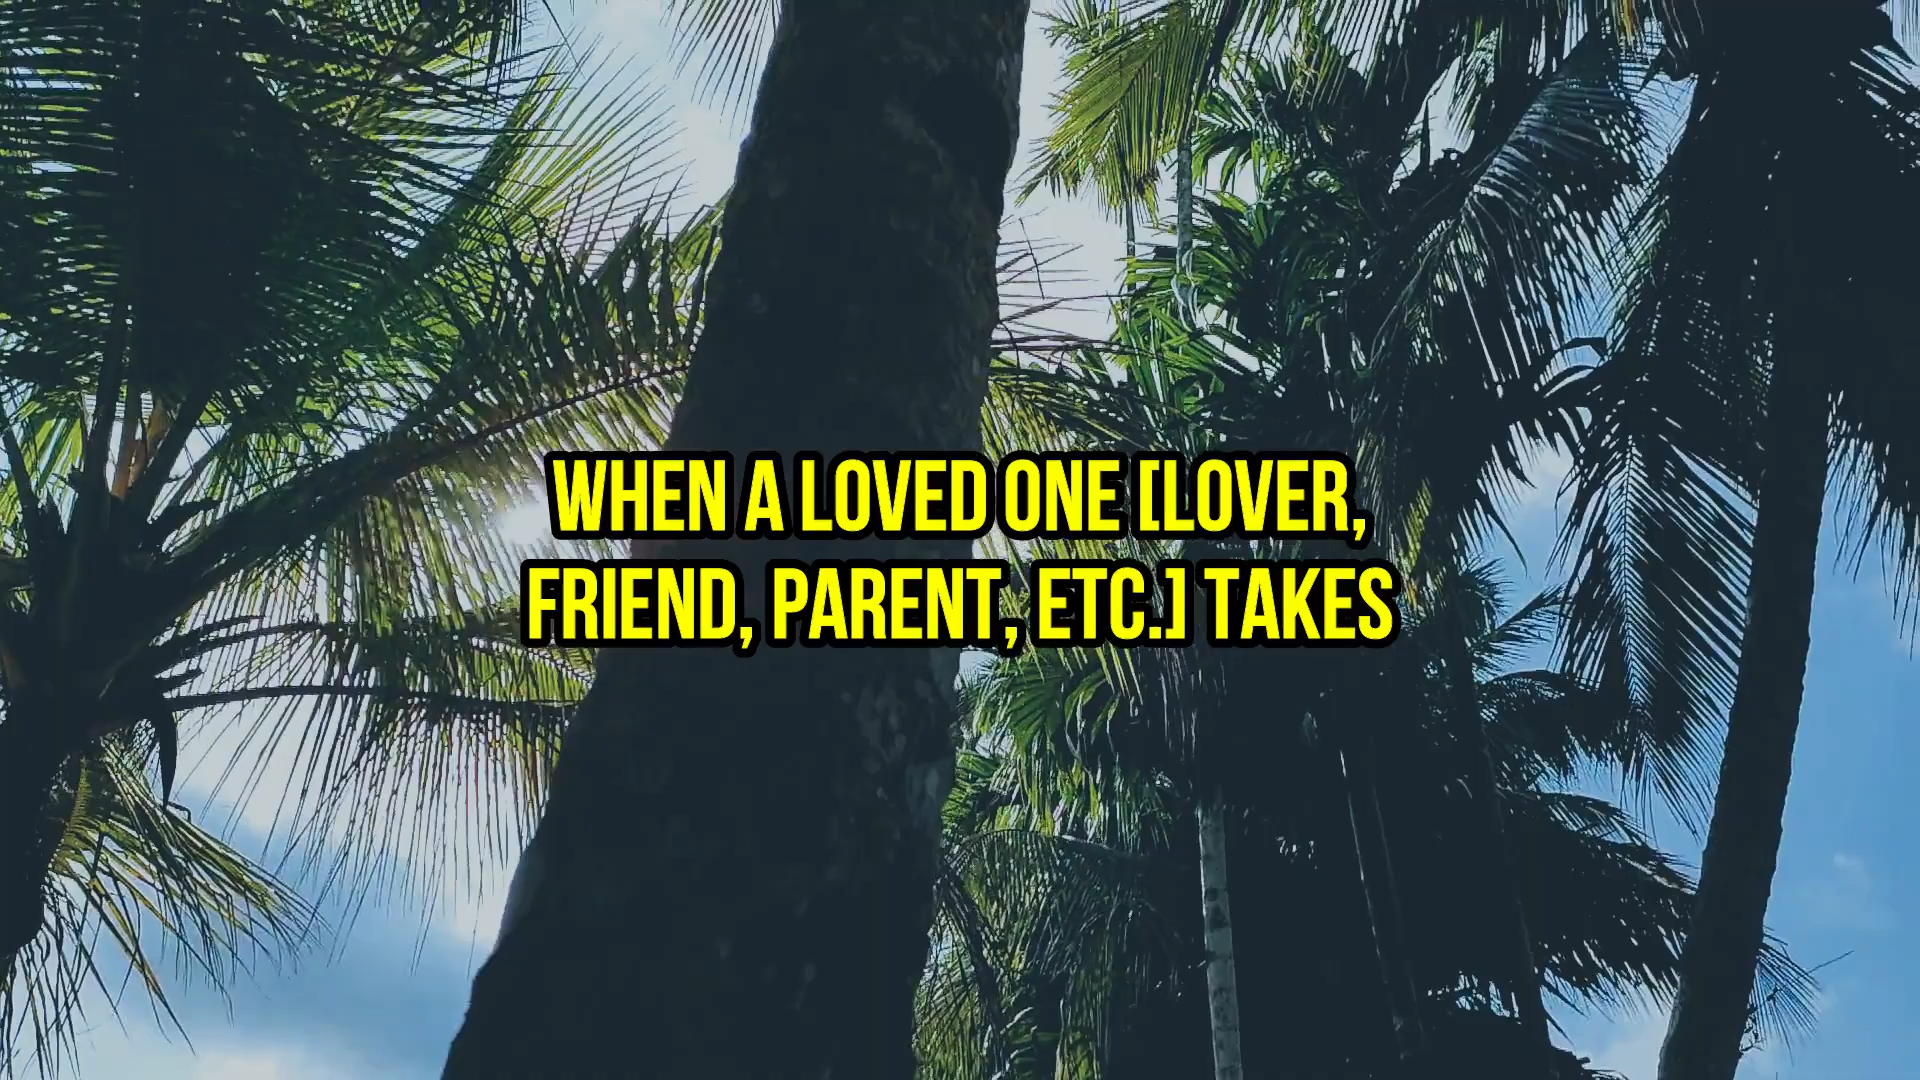 WHEN A LOVED ONE [LOVER,
FRIEND, PARENT, ETC.] TAKES